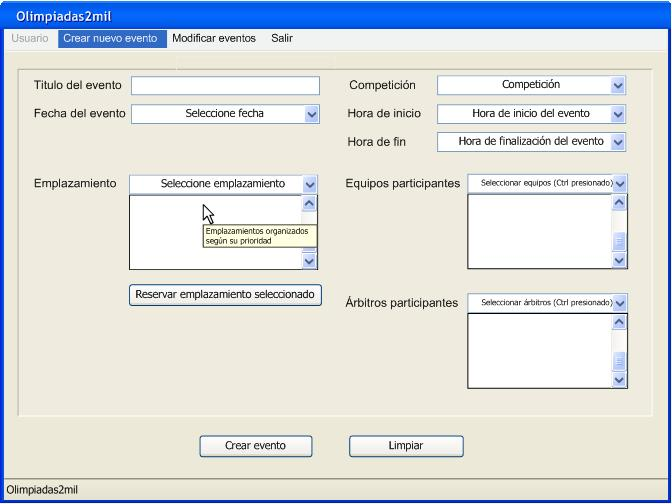 Olimpiadas2mil
Usuario Crear nuevo evento Modificar eventos Salir
Titulo del evento
Competición Competición
Fecha del evento Seleccione fecha
Hora de inicio Hora de inicio del evento
Hora de fin Hora de finalización del evento
Emplazamiento Seleccione emplazamiento
Equipos participantes Seleccionar equipos (Ctrl presionado)
Emplazamientos organizados
según su prioridad
Reservar emplazamiento seleccionado
Árbitros participantes Seleccionar árbitros (Ctrl presionado)
Crear evento Limpiar
Olimpiadas2mil